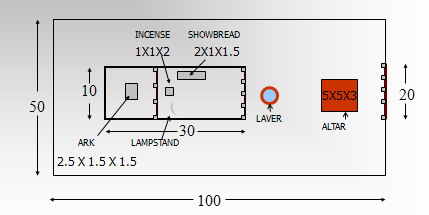 INCENSE SHOWBREAD
1X1X2 2X1X1.5
10
50
5X5X3
20
30
LAVER
ALTAR
ARK LAMPSTAND
2.5 X 1.5 X 1.5
100